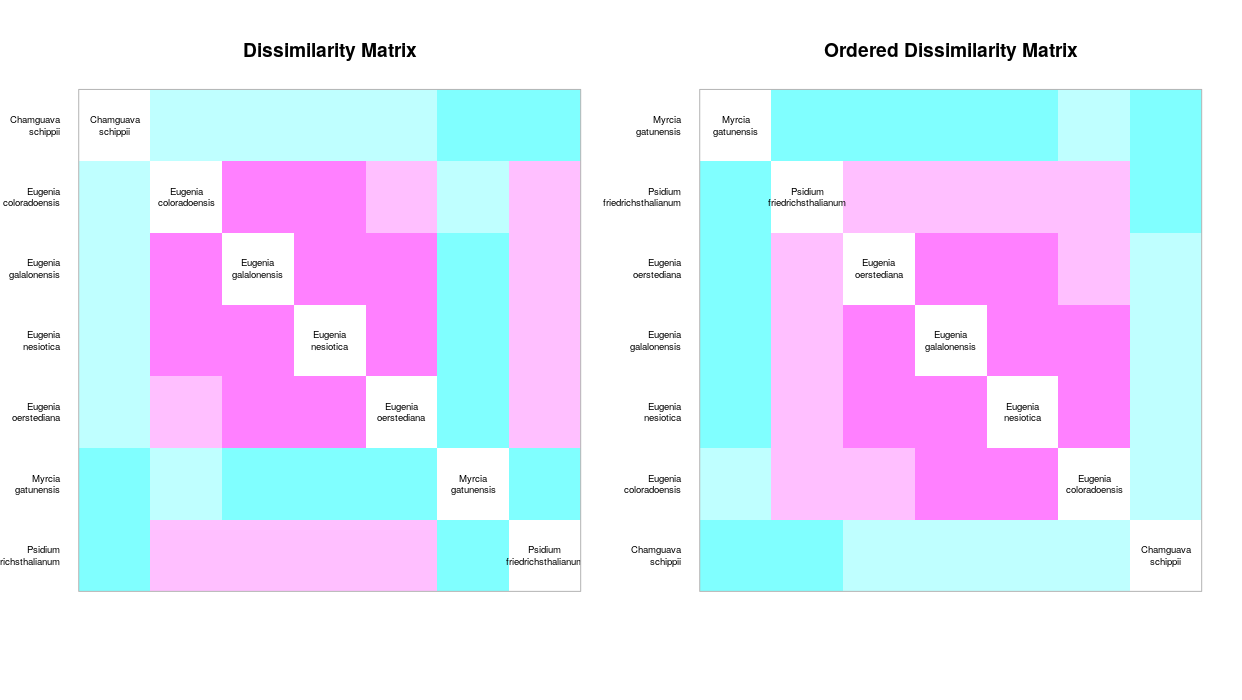 Dissimilarity Matrix
Ordered Dissimilarity Matrix
Chamguava
schippii
Chamguava
schippii
Eugenia
coloradoensis
Eugenia
coloradoensis
Eugenia
galalonensis
Eugenia
galalonensis
Eugenia
nesiotica
Eugenia
nesiotica
Eugenia
oerstediana
Eugenia
oerstediana
Myrcia
gatunensis
Myrcia
gatunensis
Psidium
richsthalianum
Psidium
friedrichsthalianum
Myrcia
gatunensis
Myrcia
gatunensis
Psidium
friedrichsthalianum
Psidium
friedrichsthalianum
Eugenia
oerstediana
Eugenia
oerstediana
Eugenia
galalonensis
Eugenia
galalonensis
Eugenia
nesiotica
Eugenia
nesiotica
Eugenia
coloradoensis
Eugenia
coloradoensis
Chamguava
schippii
Chamguava
schippii